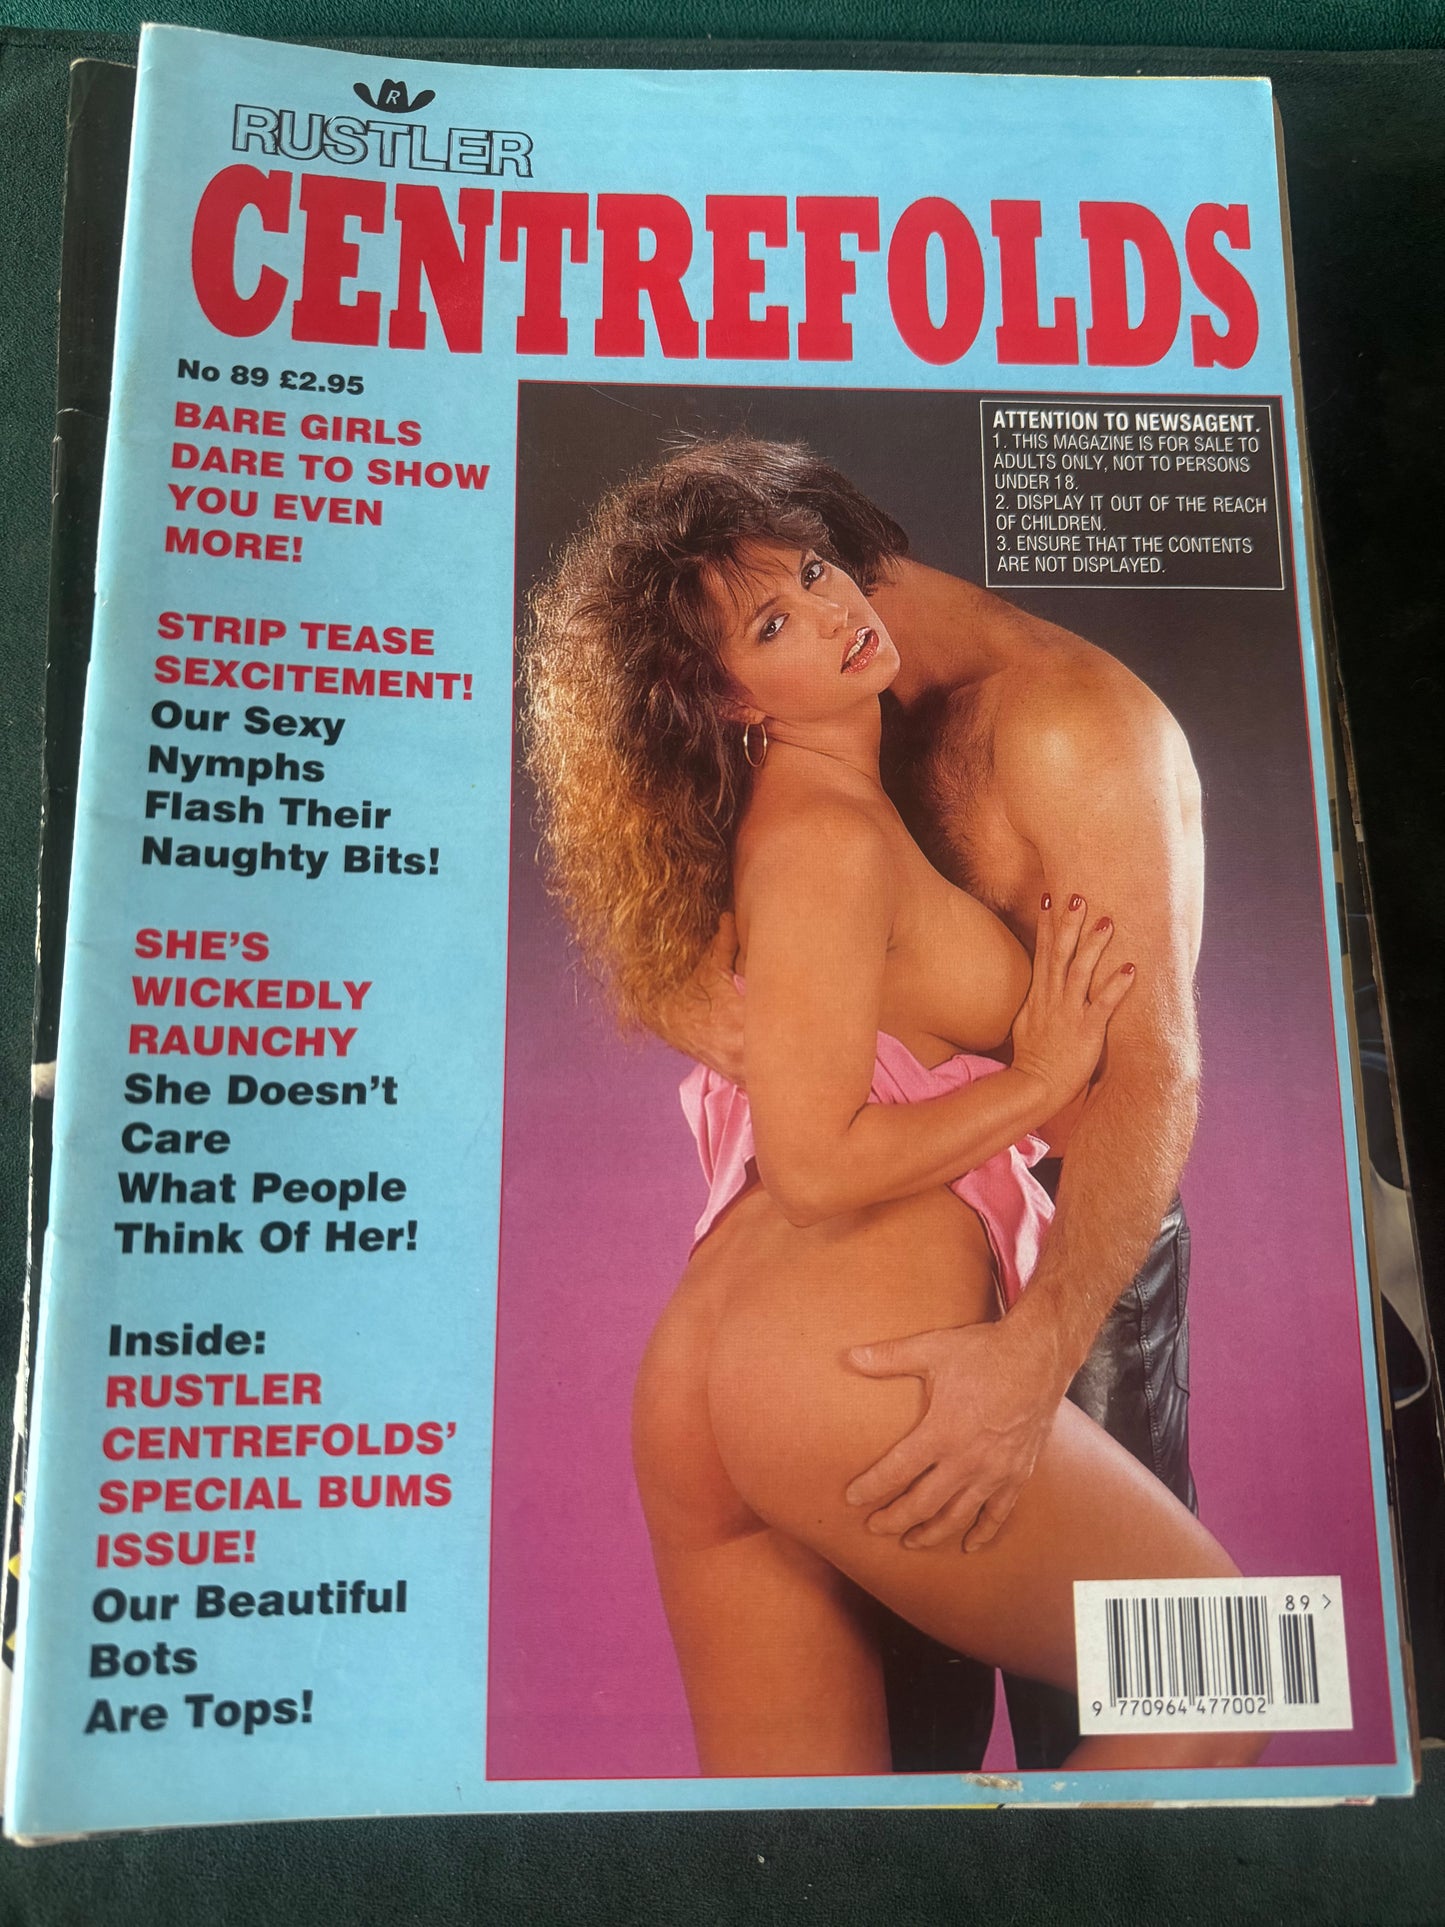 R
RUSTLER
CENTREFOLDS
No 89 £2.95
BARE GIRLS
DARE TO SHOW
YOU EVEN
MORE!
STRIP TEASE
SEXCITEMENT!
Our Sexy
Nymphs
Flash Their
Naughty Bits!
SHE'S
WICKEDLY
RAUNCHY
She Doesn't
Care
What People
Think Of Her!
Inside:
RUSTLER
CENTREFOLDS'
SPECIAL BUMS
ISSUE!
Our Beautiful
Bots
Are Tops!
ATTENTION TO NEWSAGENT.
1. THIS MAGAZINE IS FOR SALE TO
ADULTS ONLY, NOT TO PERSONS
UNDER 18.
2. DISPLAY IT OUT OF THE REACH
OF CHILDREN.
3. ENSURE THAT THE CONTENTS
ARE NOT DISPLAYED.
89 >
9 770964 477002